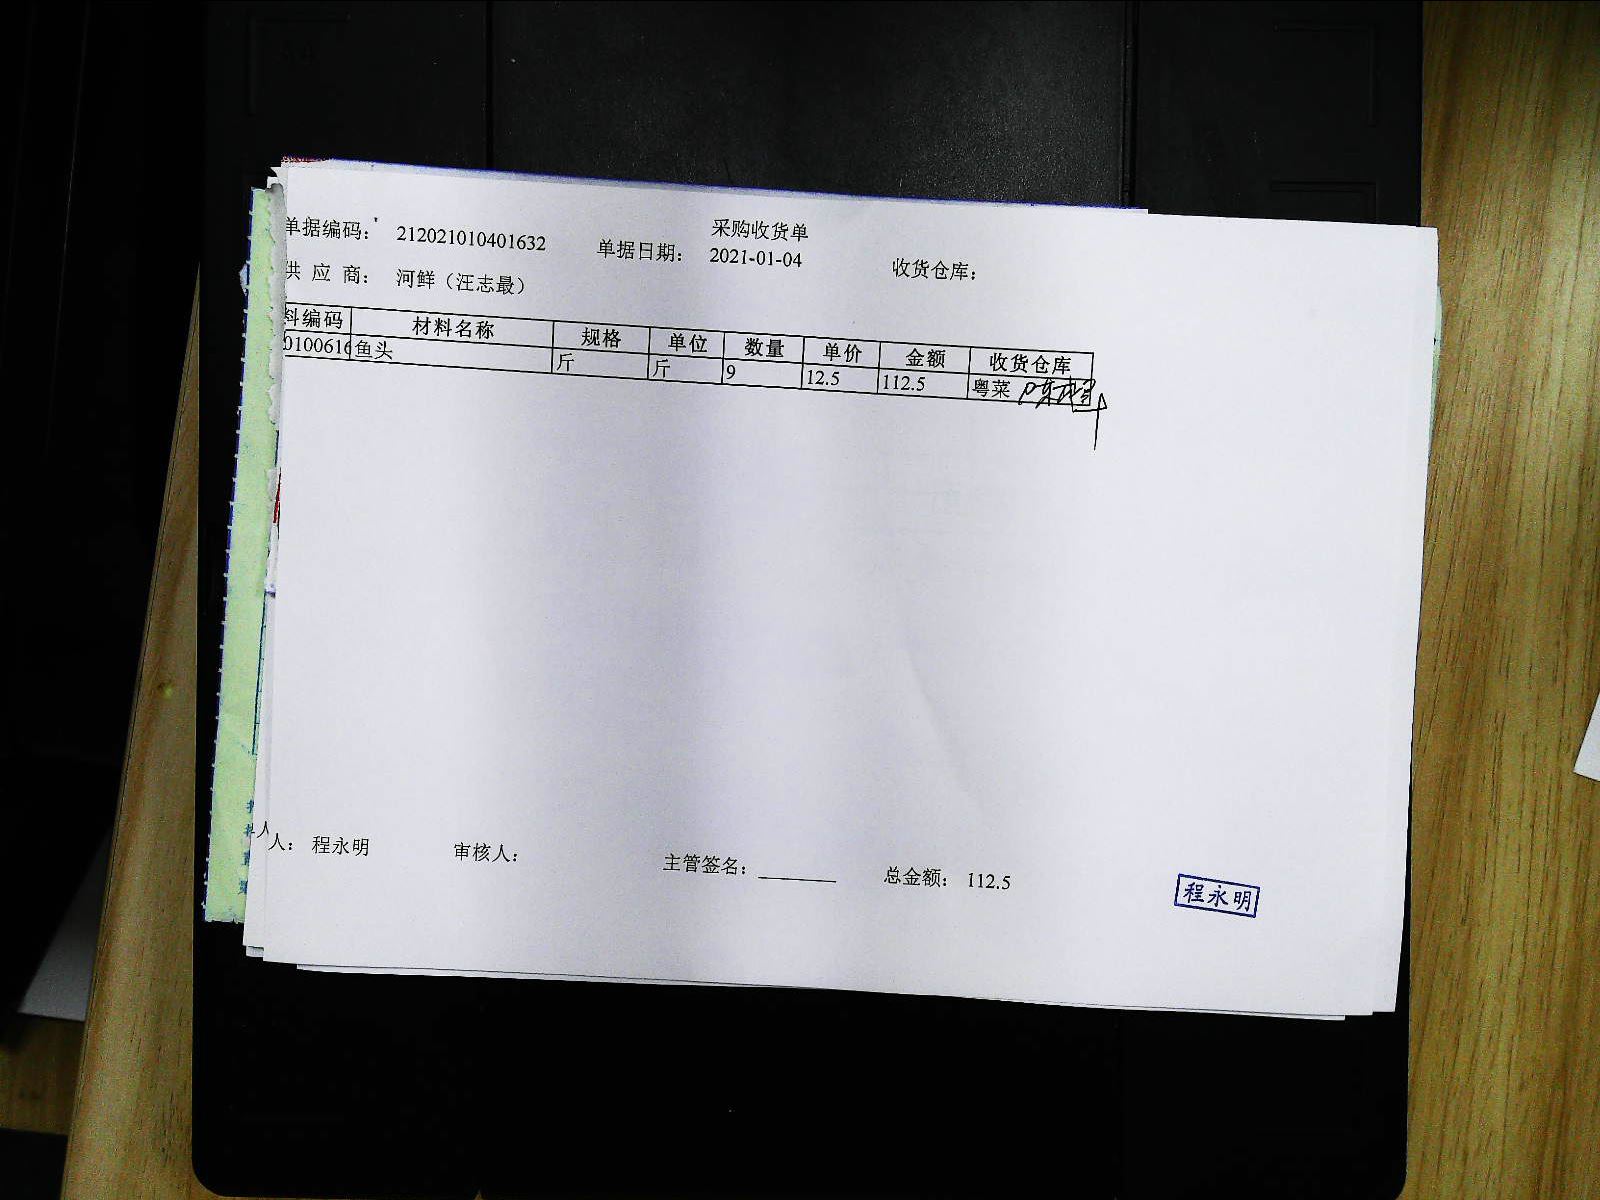 采购收货单
单据编码： 212021010401632 单据日期： 2021-01-04 收货仓库：
供 应 商： 河鲜（汪志最）
料编码 材料名称 规格 单位 数量 单价 金额 收货仓库
0100616 鱼头 斤 斤 9 12.5 112.5 粤菜
人： 程永明 审核人： 主管签名：________ 总金额： 112.5
程永明